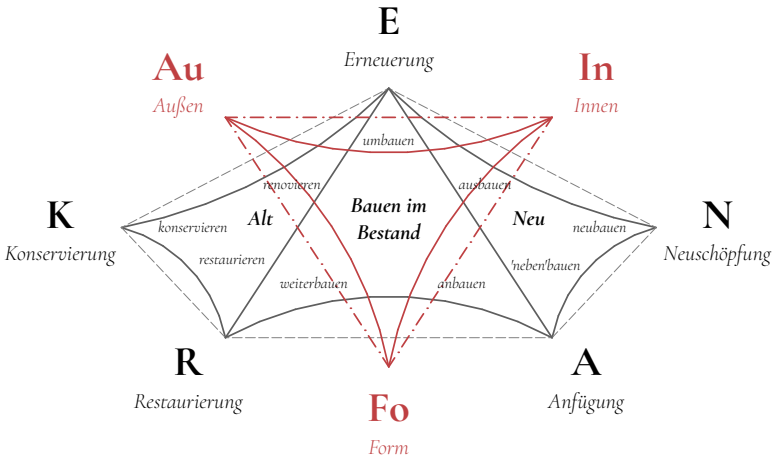 E
Erneuerung
Au
Außen
In
Innen
umbauen
renovieren
ausbauen
K
Konservierung
konservieren
Alt
Bauen im
Bestand
Neu
neubauen
N
Neuschöpfung
restaurieren
'neben'bauen
weiterbauen
anbauen
R
Restaurierung
Fo
Form
A
Anfügung